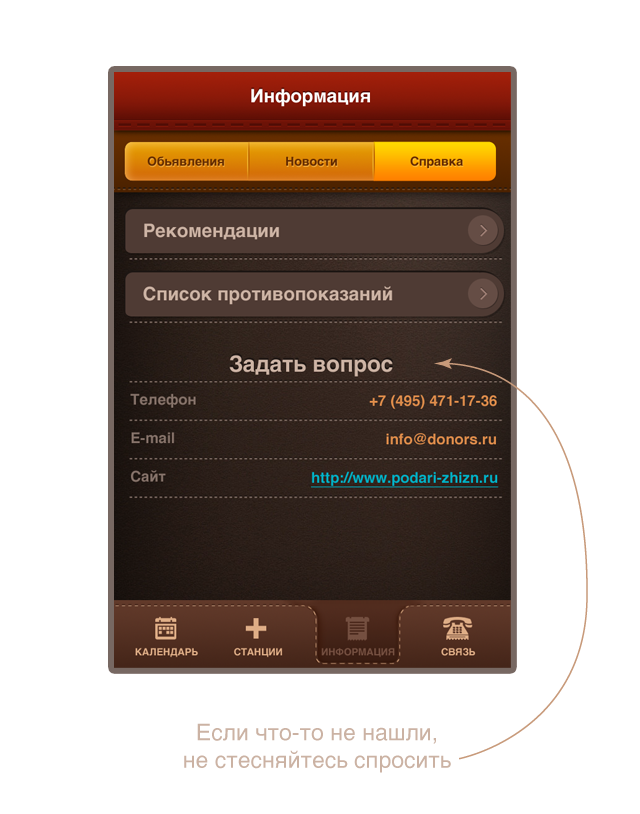 Информация
Обьявления Новости Справка
Рекомендации
Список противопоказаний
Задать вопрос
Телефон +7 (495) 471-17-36
E-mail info@donors.ru
Сайт http://www.podari-zhizn.ru
КАЛЕНДАРЬ СТАНЦИИ ИНФОРМАЦИЯ СВЯЗЬ
Если что-то не нашли,
не стесняйтесь спросить